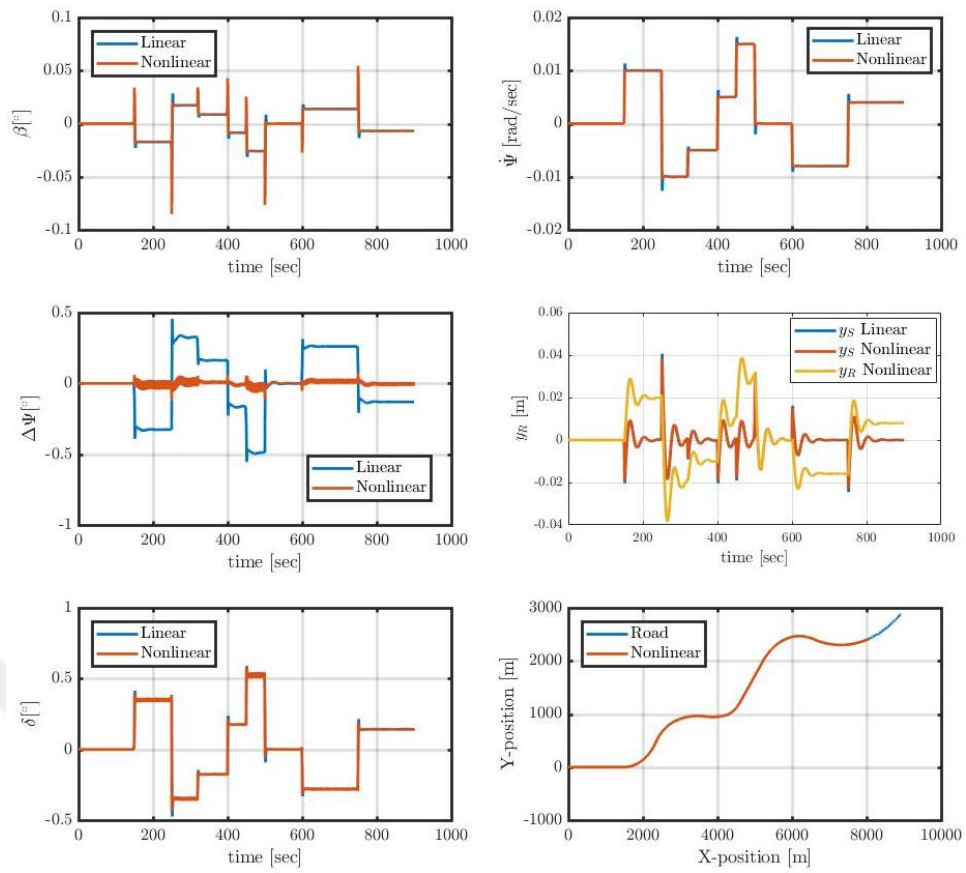 0.1
0.05
0
-0.05
-0.1
β[°]
Linear
Nonlinear
0
200
400
600
800
1000
time [sec]
0.02
0.01
0
-0.01
-0.02
Ψ̇ [rad/sec]
Linear
Nonlinear
0
200
400
600
800
1000
time [sec]
0.5
0
-0.5
-1
ΔΨ[°]
Linear
Nonlinear
0
200
400
600
800
1000
time [sec]
0.06
0.04
0.02
0
-0.02
-0.04
y_R [m]
y_S Linear
y_S Nonlinear
y_R Nonlinear
0
200
400
600
800
1000
time [sec]
1
0.5
0
-0.5
δ[°]
Linear
Nonlinear
0
200
400
600
800
1000
time [sec]
3000
2000
1000
0
-1000
Y-position [m]
Road
Nonlinear
0
2000
4000
6000
8000
10000
X-position [m]